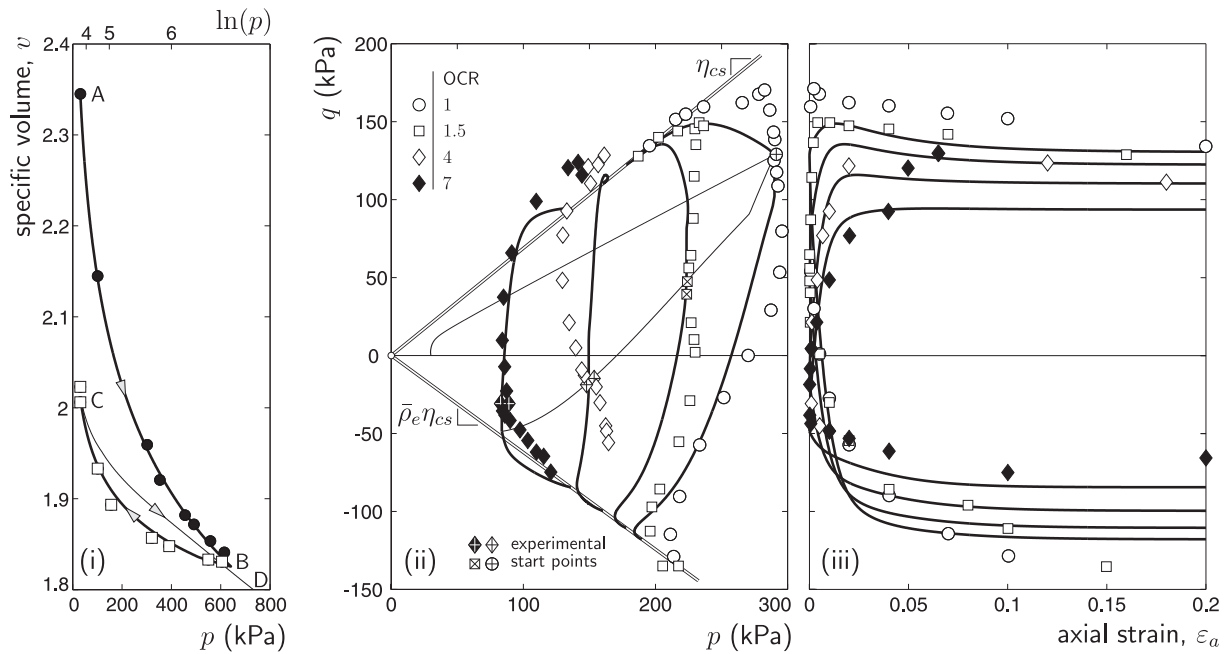 4 5 6 ln(p)
2.4
2.3
2.2
2.1
2
1.9
1.8
specific volume, v
A
C
B
D
(i)
0 200 400 600 800
p (kPa)
200
150
100
50
0
-50
-100
-150
q (kPa)
OCR
1
1.5
4
7
η_cs
ρ̄_e η_cs
experimental
start points
(ii)
0 100 200 300
p (kPa)
(iii)
0 0.05 0.1 0.15 0.2
axial strain, ε_a